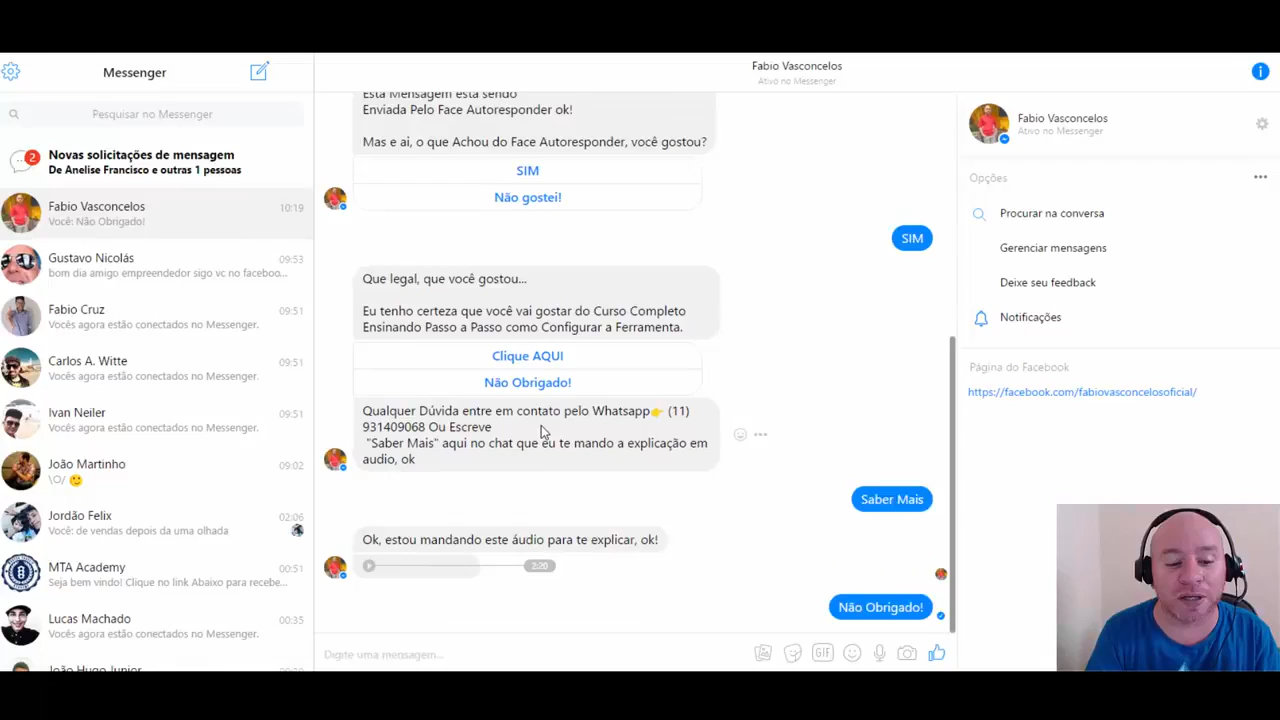 Messenger
Pesquisar no Messenger
Novas solicitações de mensagem
2
De Anelise Francisco e outras 1 pessoas
Fabio Vasconcelos
10:19
Você: Não Obrigado!
Gustavo Nicolás
09:53
bom dia amigo empreendedor sigo vc no faceboo...
Fabio Cruz
09:51
Vocês agora estão conectados no Messenger.
Carlos A. Witte
09:51
Vocês agora estão conectados no Messenger.
Ivan Neiler
09:51
Vocês agora estão conectados no Messenger.
João Martinho
09:02
\O/ 🙂
Jordão Felix
02:06
Você: de vendas depois da uma olhada
MTA Academy
00:51
Seja bem vindo! Clique no link Abaixo para recebe...
Lucas Machado
00:35
Vocês agora estão conectados no Messenger.
João Hugo Junior
Fabio Vasconcelos
Ativo no Messenger
Esta Mensagem esta sendo
Enviada Pelo Face Autoresponder ok!
Mas e ai, o que Achou do Face Autoresponder, você gostou?
SIM
Não gostei!
SIM
Que legal, que você gostou...
Eu tenho certeza que você vai gostar do Curso Completo
Ensinando Passo a Passo como Configurar a Ferramenta.
Clique AQUI
Não Obrigado!
Qualquer Dúvida entre em contato pelo Whatsapp👉 (11)
931409068 Ou Escreve
"Saber Mais" aqui no chat que eu te mando a explicação em
audio, ok
Saber Mais
Ok, estou mandando este áudio para te explicar, ok!
2:20
Não Obrigado!
Digite uma mensagem...
GIF
Fabio Vasconcelos
Ativo no Messenger
Opções
Procurar na conversa
Gerenciar mensagens
Deixe seu feedback
Notificações
Página do Facebook
https://facebook.com/fabiovasconcelosoficial/